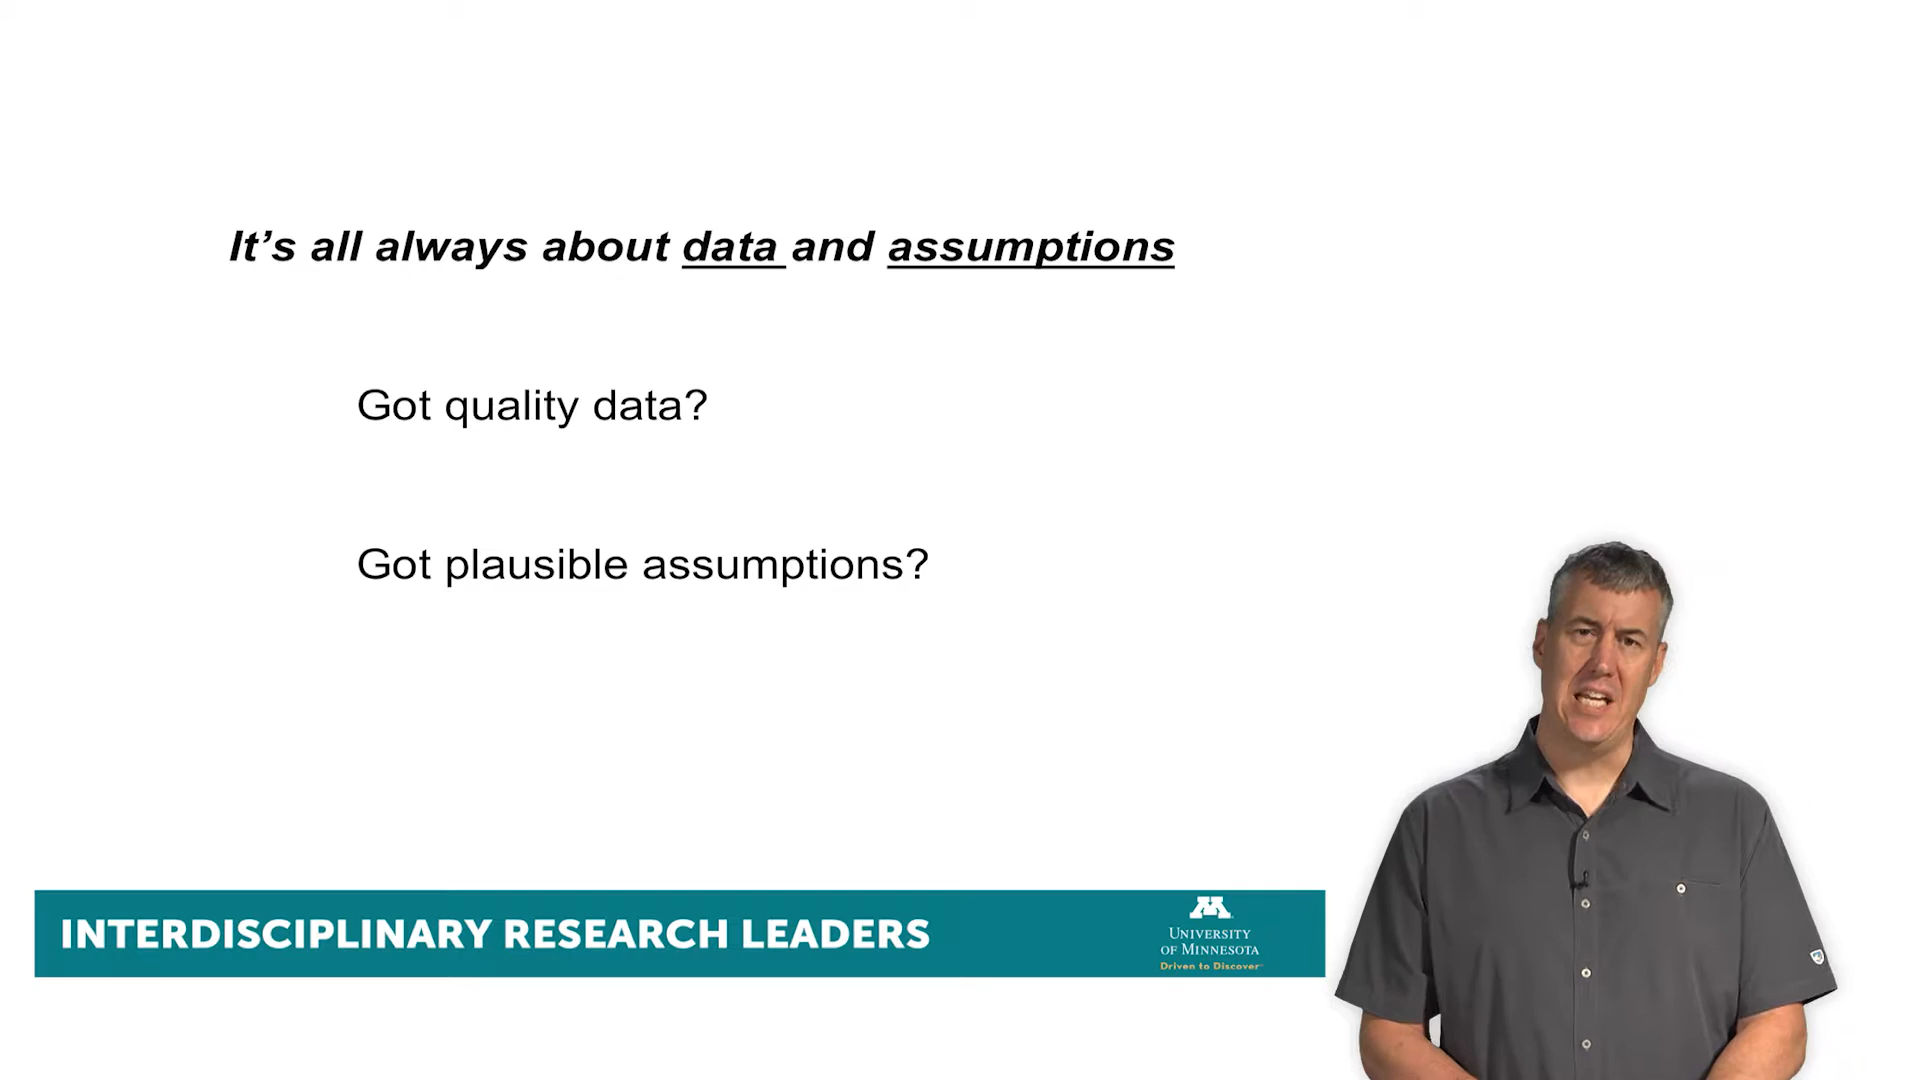 It’s all always about data and assumptions
Got quality data?
Got plausible assumptions?
INTERDISCIPLINARY RESEARCH LEADERS
M
UNIVERSITY
OF MINNESOTA
Driven to Discover